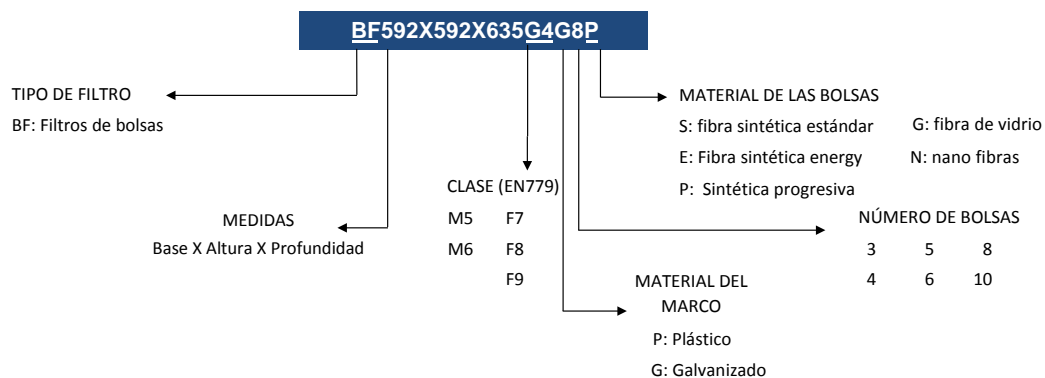 BF592X592X635G4G8P
TIPO DE FILTRO
BF: Filtros de bolsas
MEDIDAS
Base X Altura X Profundidad
CLASE (EN779)
M5 F7
M6 F8
F9
MATERIAL DEL
MARCO
P: Plástico
G: Galvanizado
MATERIAL DE LAS BOLSAS
S: fibra sintética estándar G: fibra de vidrio
E: Fibra sintética energy N: nano fibras
P: Sintética progresiva
NÚMERO DE BOLSAS
3 5 8
4 6 10